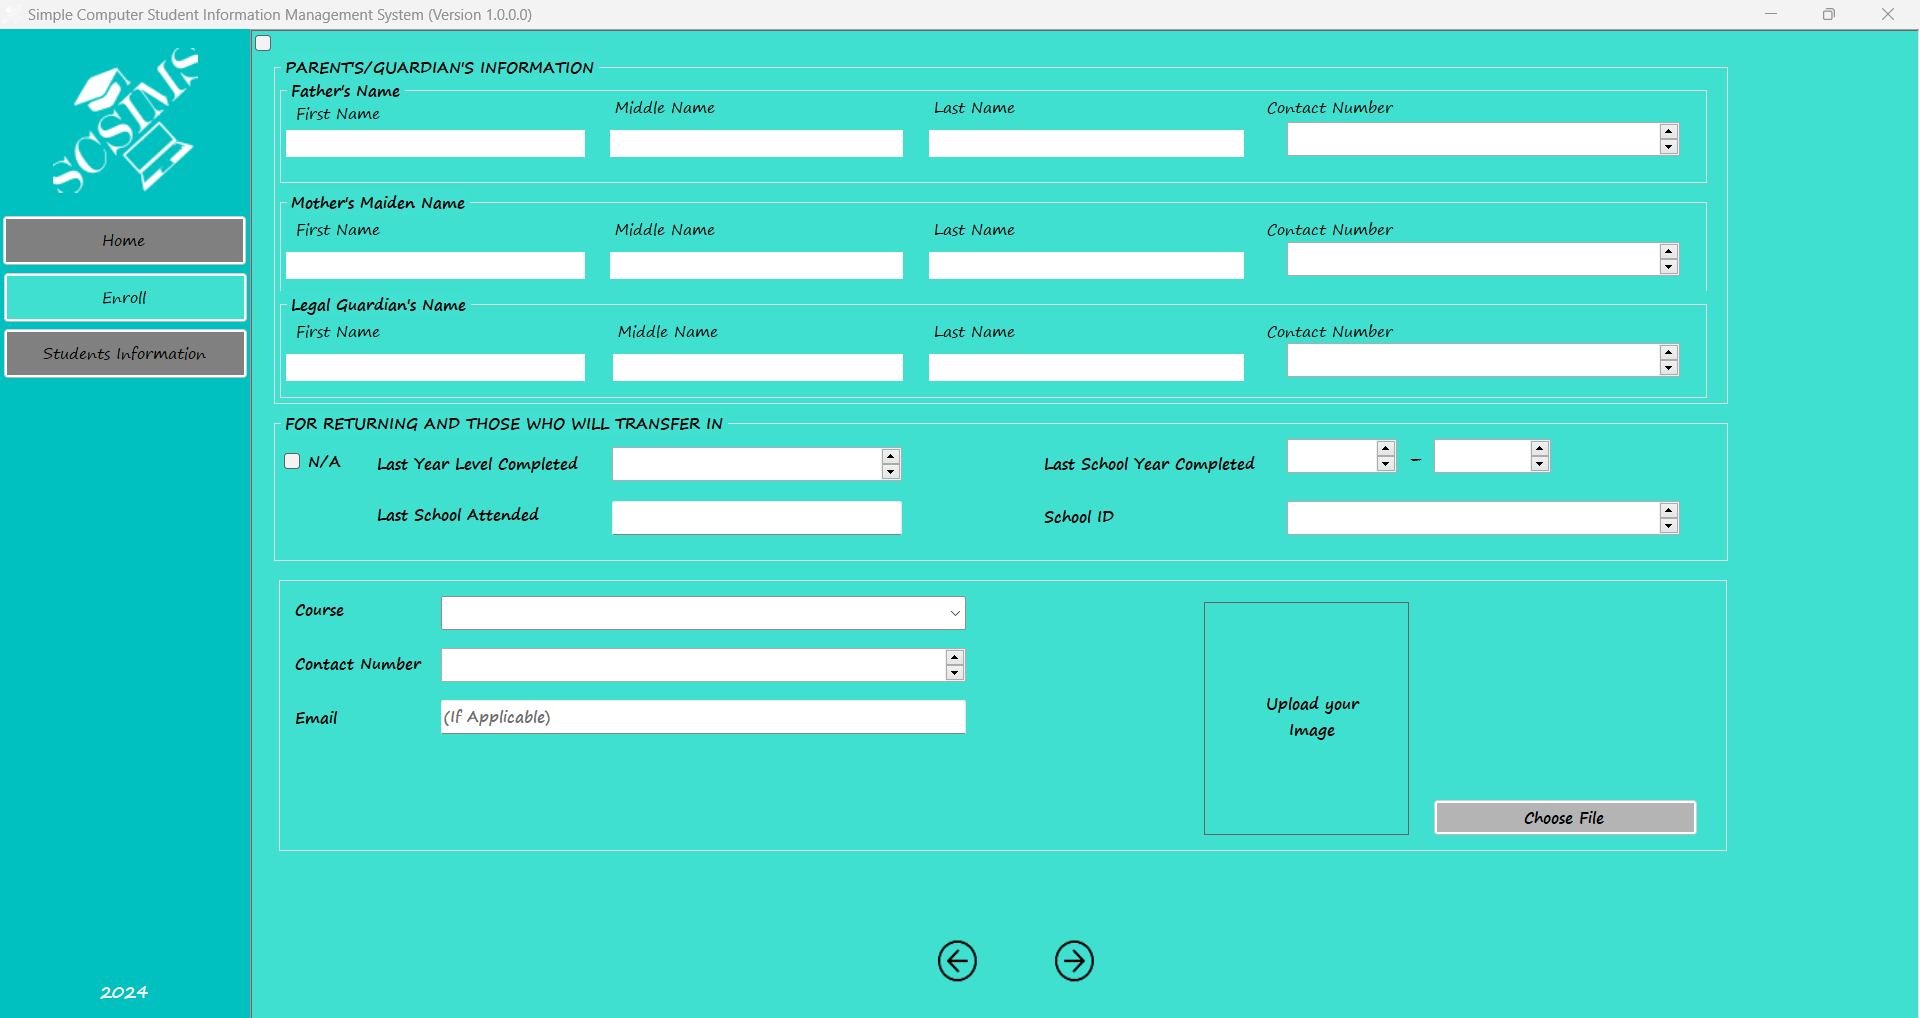 Simple Computer Student Information Management System (Version 1.0.0.0)
SCSIMS
Home
Enroll
Students Information
2024
PARENT'S/GUARDIAN'S INFORMATION
Father's Name
First Name Middle Name Last Name Contact Number
Mother's Maiden Name
First Name Middle Name Last Name Contact Number
Legal Guardian's Name
First Name Middle Name Last Name Contact Number
FOR RETURNING AND THOSE WHO WILL TRANSFER IN
N/A Last Year Level Completed Last School Year Completed -
Last School Attended School ID
Course
Contact Number
Email (If Applicable)
Upload your
Image
Choose File